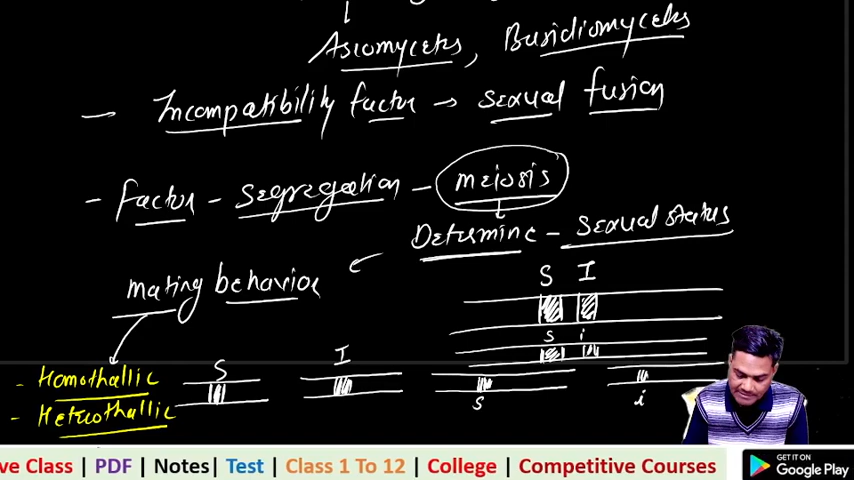 Ascomycetes, Basidiomycetes
- Incompatibility factor → sexual fusion
- Factor - segregation - meiosis
Determine - sexual status
mating behavior
S I
s i
S I
- Homothallic
- Heterothallic
s i
ve Class | PDF | Notes| Test | Class 1 To 12 | College | Competitive Courses
GET IT ON
Google Play